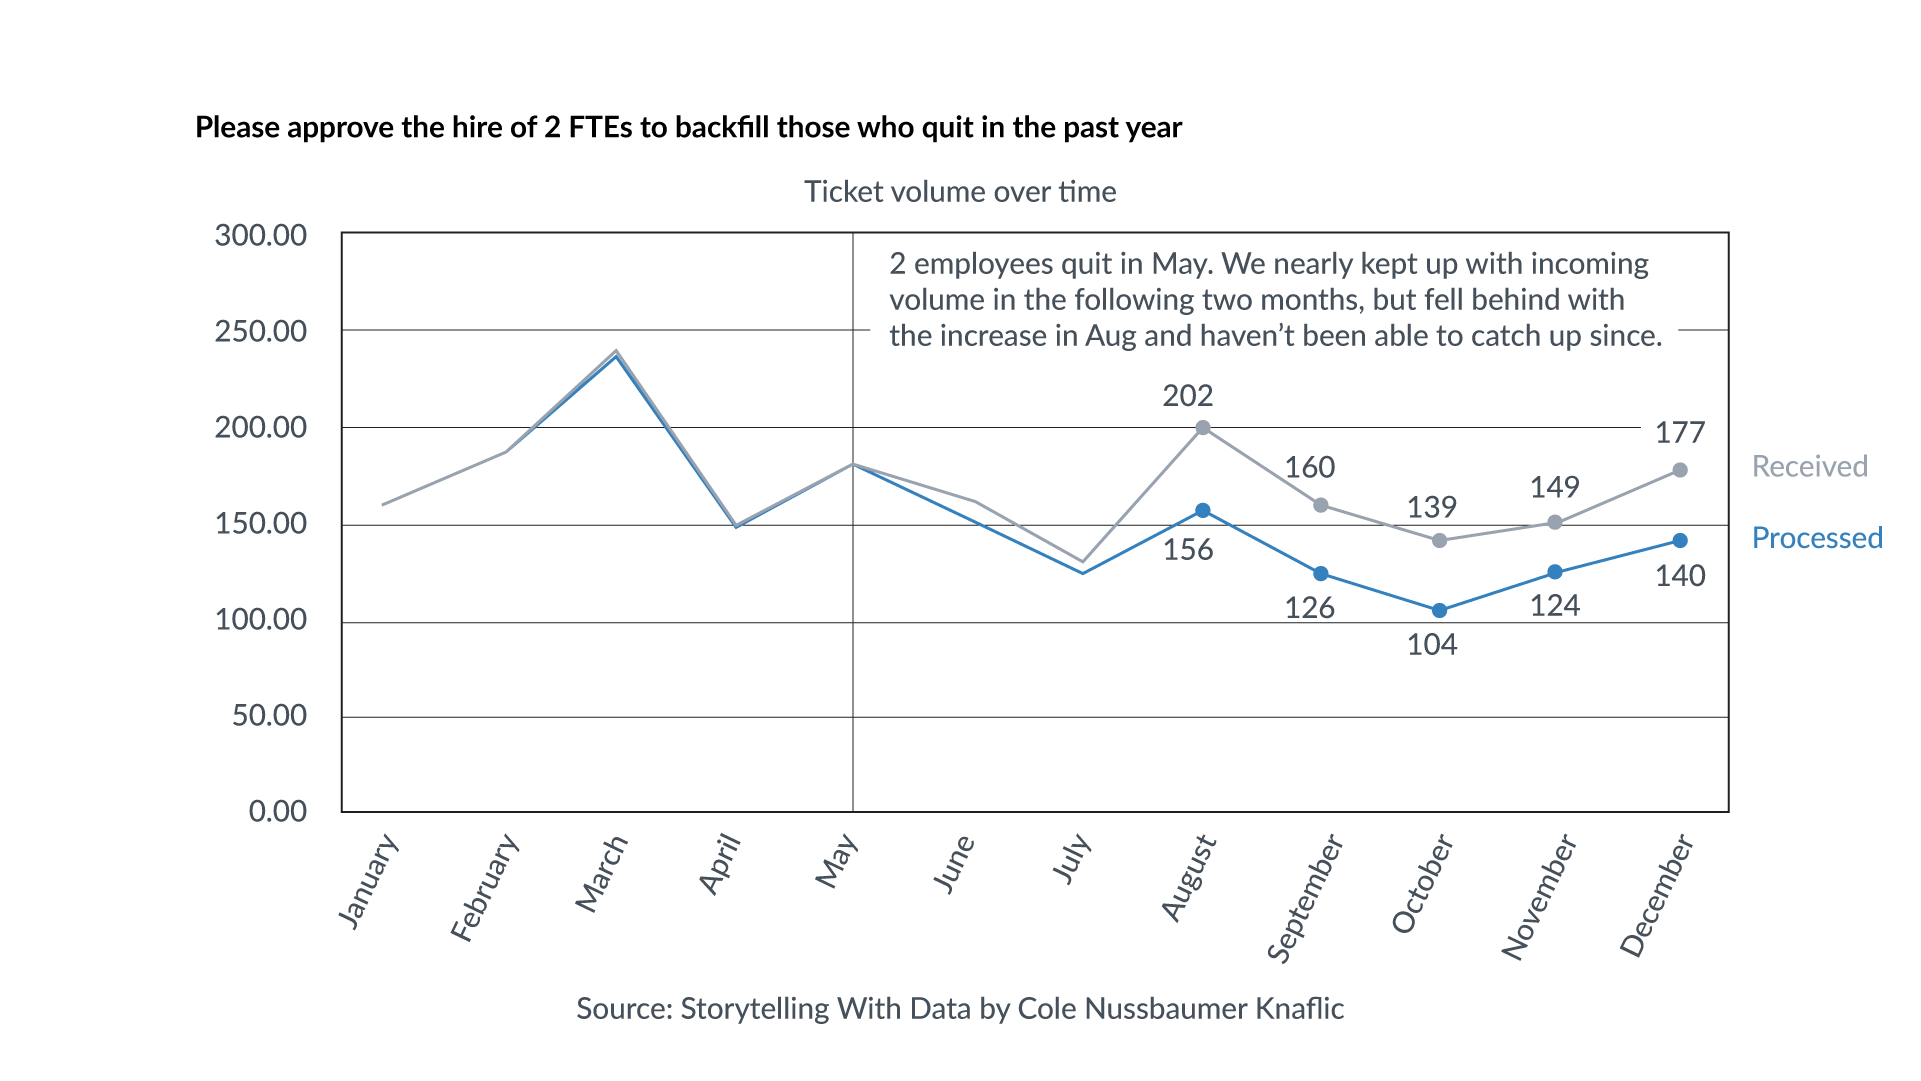 Please approve the hire of 2 FTEs to backfill those who quit in the past year
Ticket volume over time
300.00
250.00
200.00
150.00
100.00
50.00
0.00
2 employees quit in May. We nearly kept up with incoming
volume in the following two months, but fell behind with
the increase in Aug and haven’t been able to catch up since.
202
160
139
149
177
156
126
104
124
140
Received
Processed
January
February
March
April
May
June
July
August
September
October
November
December
Source: Storytelling With Data by Cole Nussbaumer Knaflic